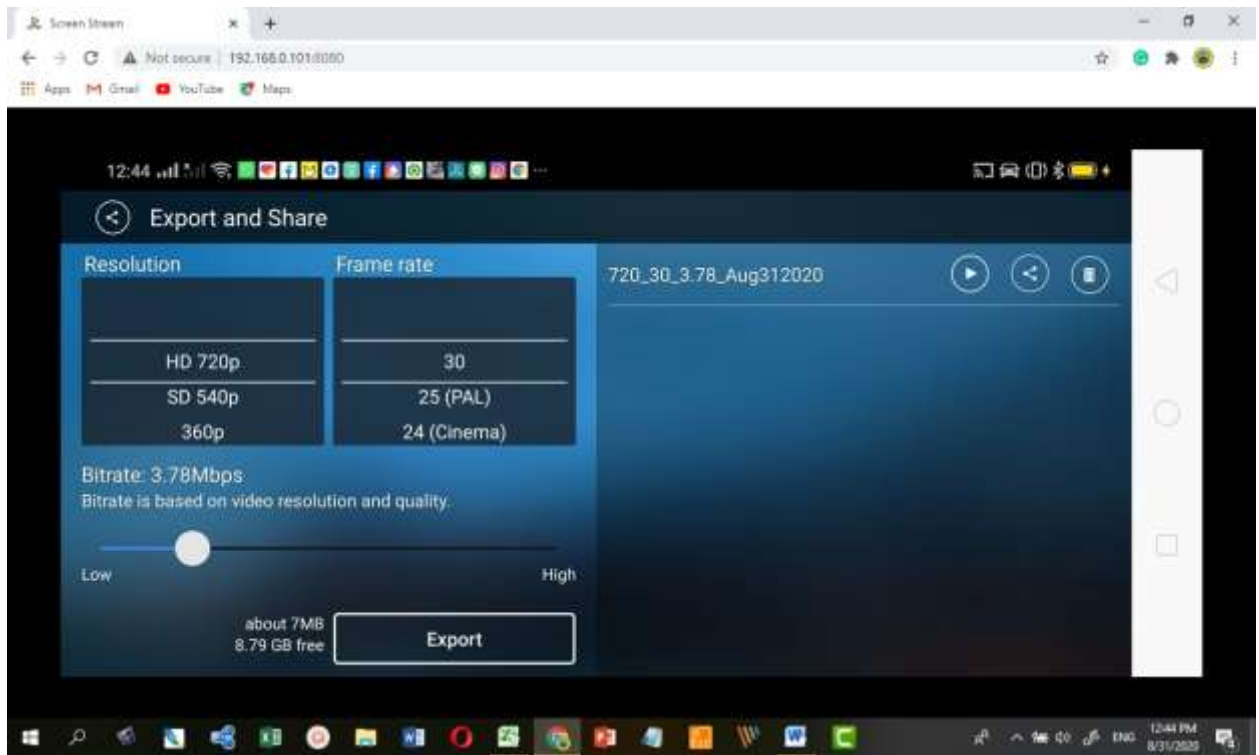 Screen Stream
Not secure 192.168.0.101:8080
Apps Gmail YouTube Maps
12:44
Export and Share
Resolution
Frame rate
720_30_3.78_Aug312020
HD 720p
30
SD 540p
25 (PAL)
360p
24 (Cinema)
Bitrate: 3.78Mbps
Bitrate is based on video resolution and quality.
Low
High
about 7MB
8.79 GB free
Export
ENG
12:44 PM
8/31/2020